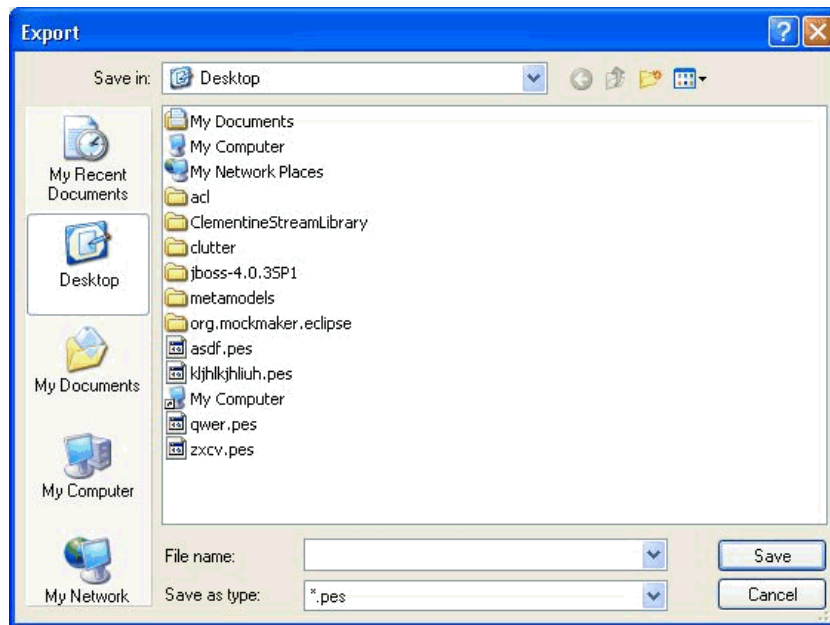 Export
Save in:
Desktop
My Recent
Documents
Desktop
My Documents
My Computer
My Network
My Documents
My Computer
My Network Places
acl
ClementineStreamLibrary
clutter
jboss-4.0.3SP1
metamodels
org.mockmaker.eclipse
asdf.pes
kljhlkjhliuh.pes
My Computer
qwer.pes
zxcv.pes
File name:
Save
Save as type:
*.pes
Cancel